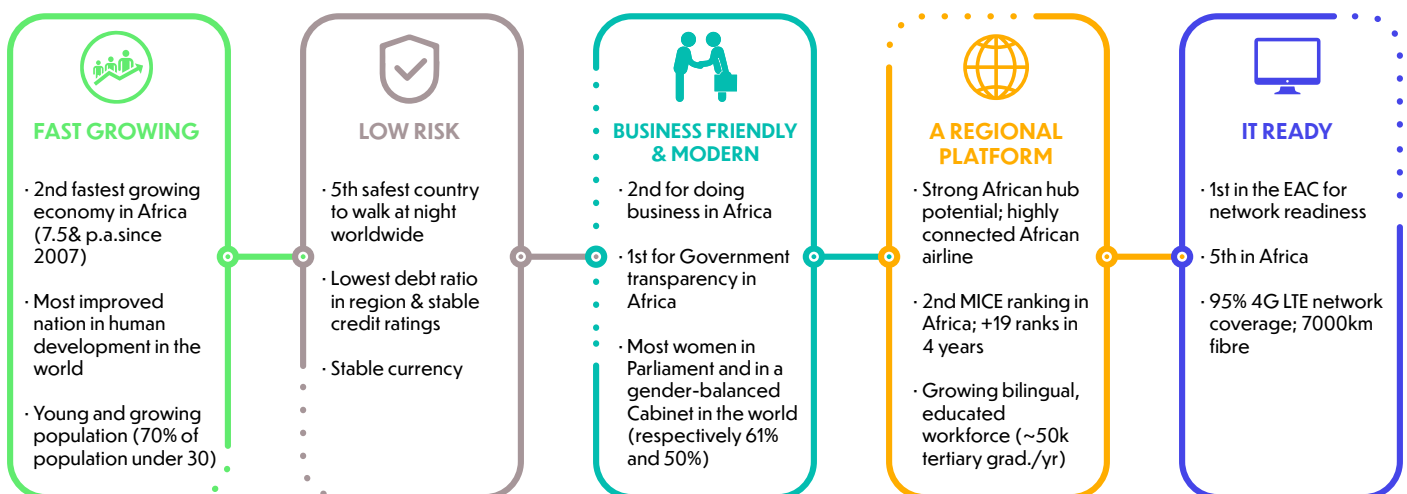 FAST GROWING
· 2nd fastest growing
economy in Africa
(7.5& p.a.since
2007)
· Most improved
nation in human
development in the
world
· Young and growing
population (70% of
population under 30)
LOW RISK
· 5th safest country
to walk at night
worldwide
· Lowest debt ratio
in region & stable
credit ratings
· Stable currency
BUSINESS FRIENDLY
& MODERN
· 2nd for doing
business in Africa
· 1st for Government
transparency in
Africa
· Most women in
Parliament and in a
gender-balanced
Cabinet in the world
(respectively 61%
and 50%)
A REGIONAL
PLATFORM
· Strong African hub
potential; highly
connected African
airline
· 2nd MICE ranking in
Africa; +19 ranks in
4 years
· Growing bilingual,
educated
workforce (~50k
tertiary grad./yr)
IT READY
· 1st in the EAC for
network readiness
· 5th in Africa
· 95% 4G LTE network
coverage; 7000km
fibre